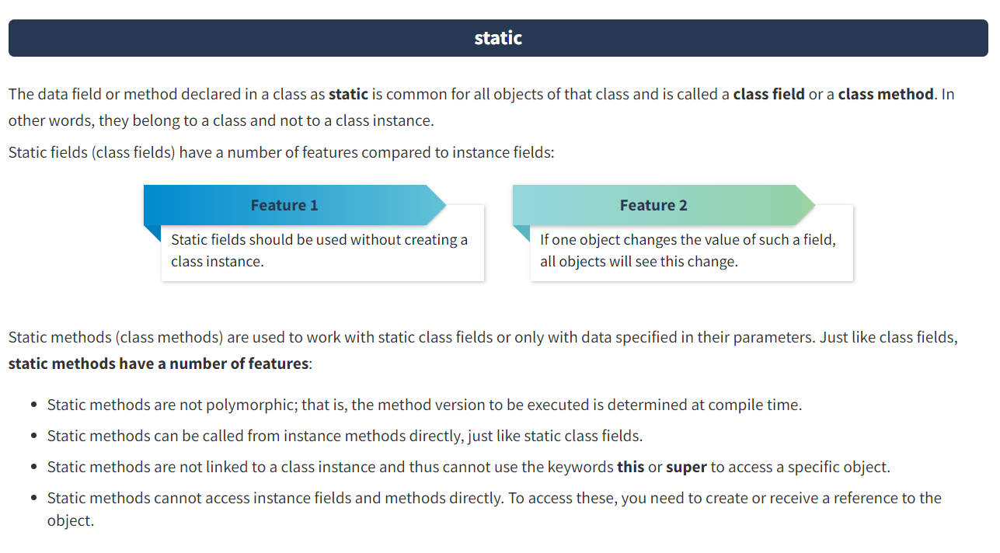 static
The data field or method declared in a class as static is common for all objects of that class and is called a class field or a class method. In
other words, they belong to a class and not to a class instance.
Static fields (class fields) have a number of features compared to instance fields:
Feature 1
Static fields should be used without creating a
class instance.
Feature 2
If one object changes the value of such a field,
all objects will see this change.
Static methods (class methods) are used to work with static class fields or only with data specified in their parameters. Just like class fields,
static methods have a number of features:
• Static methods are not polymorphic; that is, the method version to be executed is determined at compile time.
• Static methods can be called from instance methods directly, just like static class fields.
• Static methods are not linked to a class instance and thus cannot use the keywords this or super to access a specific object.
• Static methods cannot access instance fields and methods directly. To access these, you need to create or receive a reference to the
object.